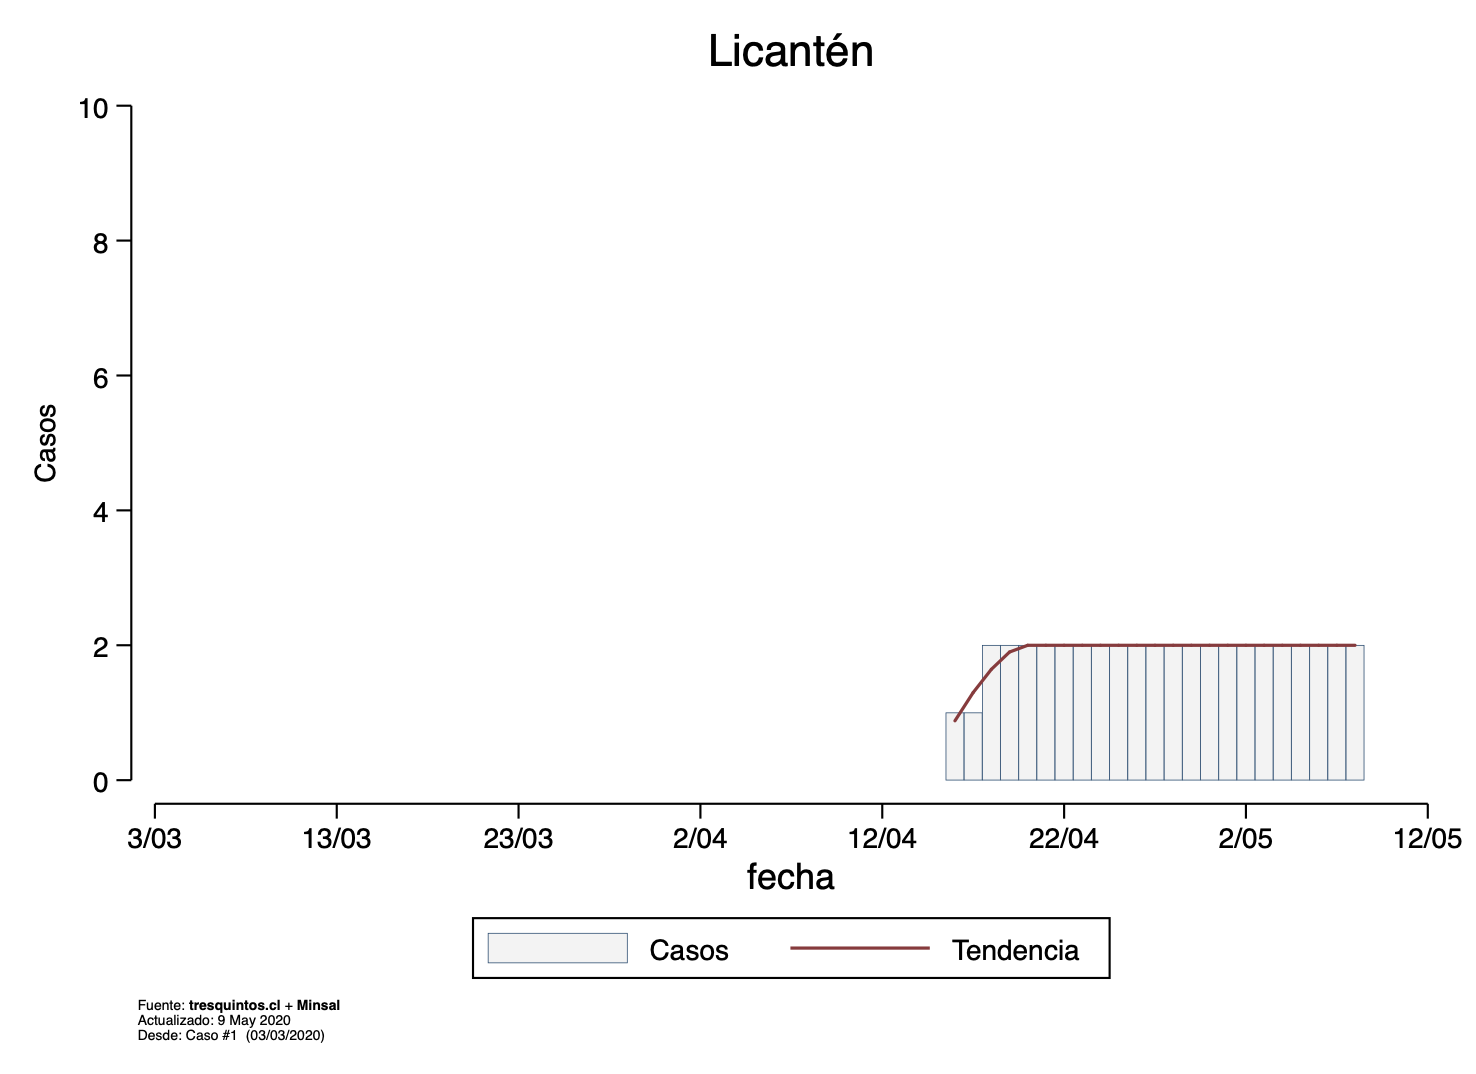 Licantén
10
8
6
4
2
0
Casos
3/03 13/03 23/03 2/04 12/04 22/04 2/05 12/05
fecha
Casos Tendencia
Fuente: tresquintos.cl + Minsal
Actualizado: 9 May 2020
Desde: Caso #1 (03/03/2020)